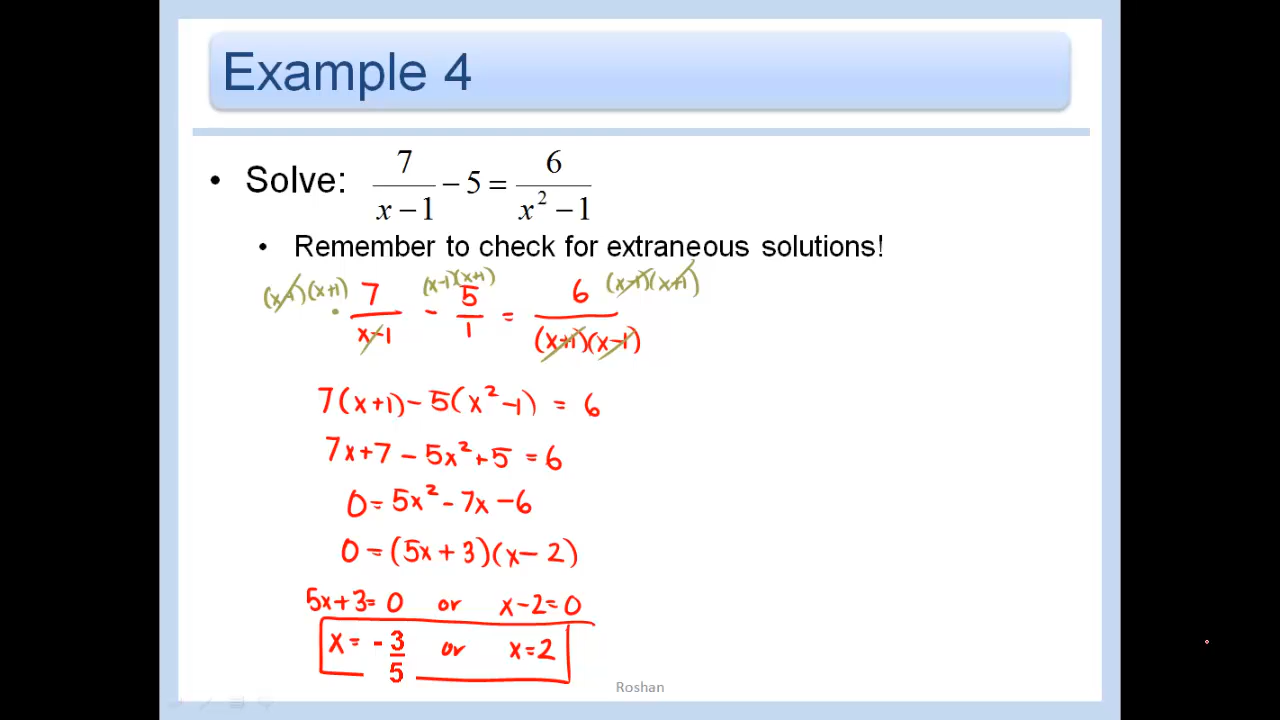 Example 4
• Solve: 7/(x − 1) − 5 = 6/(x² − 1)
• Remember to check for extraneous solutions!
(x-1)(x+1) · 7/(x-1) - (x-1)(x+1) 5/1 = 6/((x+1)(x-1)) (x-1)(x+1)
7(x+1) - 5(x² -1) = 6
7x+7 - 5x² +5 = 6
0 = 5x² - 7x - 6
0 = (5x + 3)(x - 2)
5x+3=0 or x-2=0
x = -3/5 or x=2
Roshan